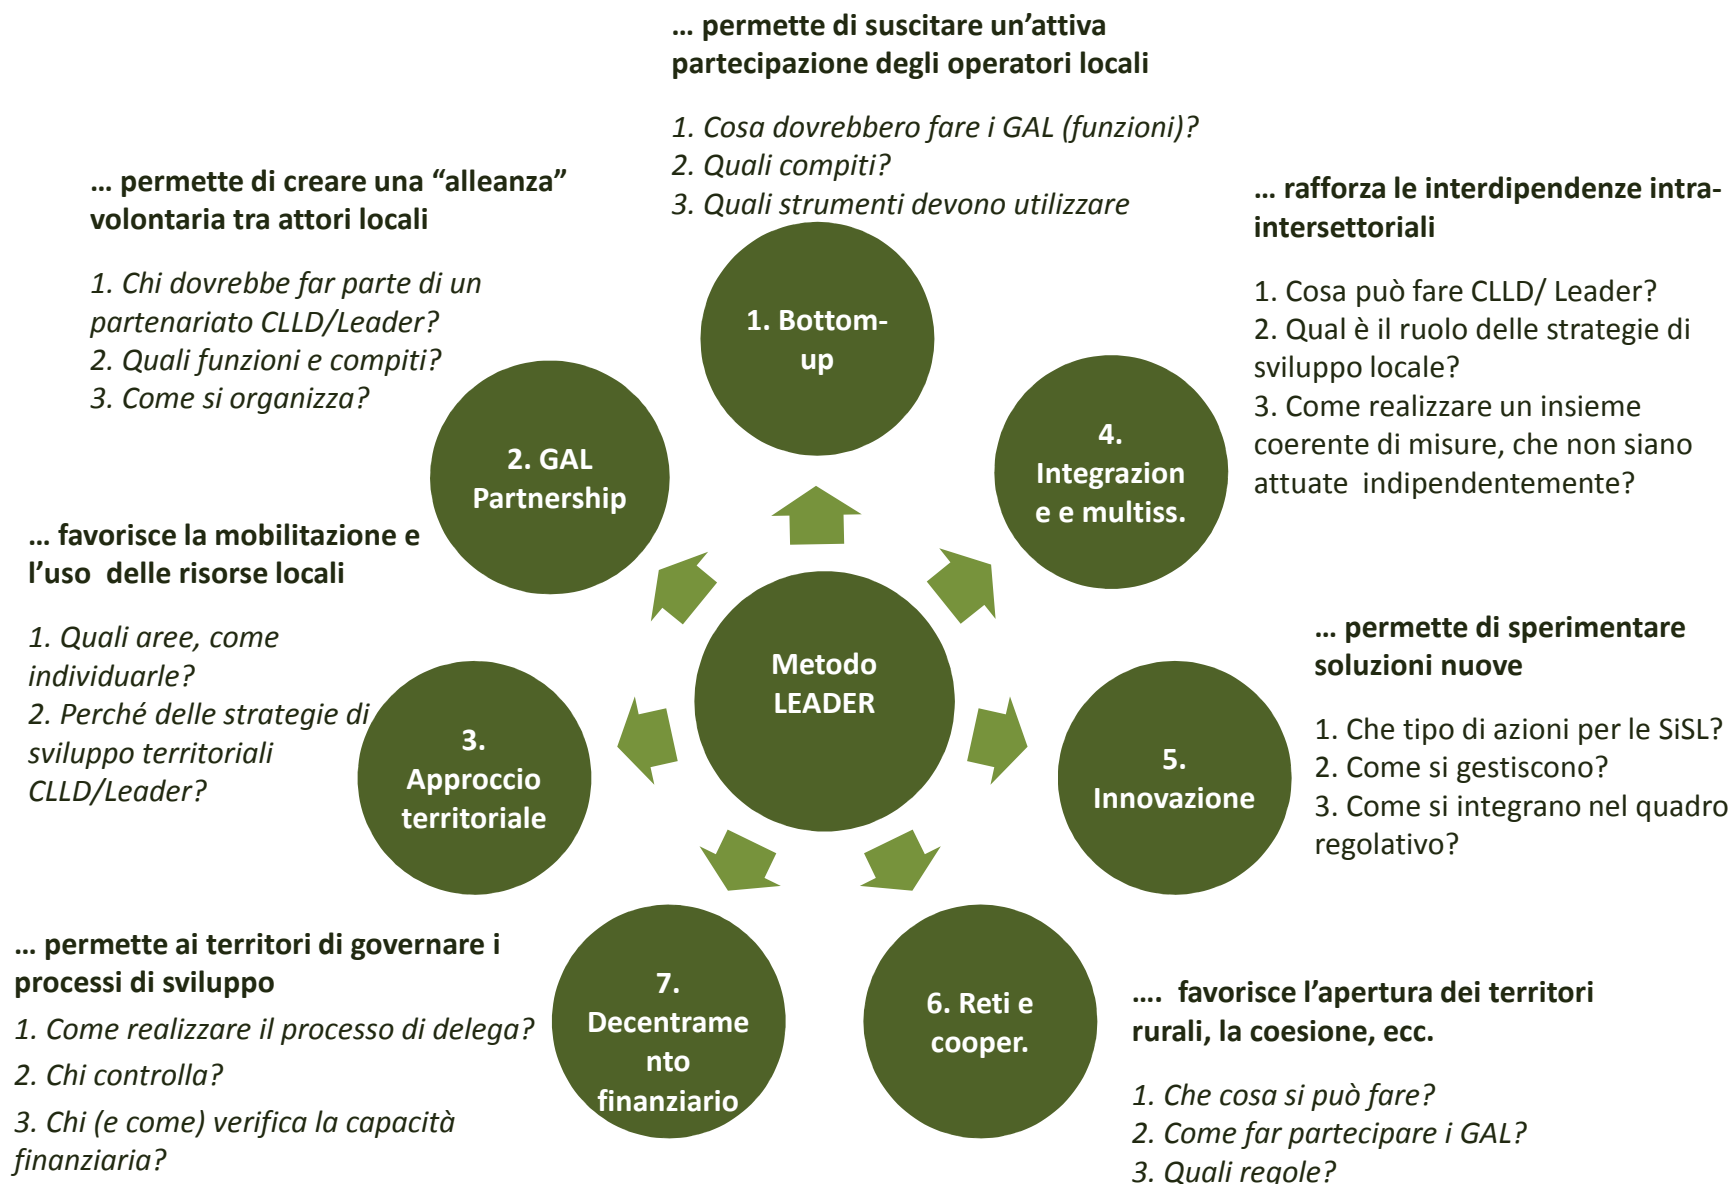 … permette di suscitare un’attiva
partecipazione degli operatori locali
1. Cosa dovrebbero fare i GAL (funzioni)?
2. Quali compiti?
3. Quali strumenti devono utilizzare
… permette di creare una “alleanza”
volontaria tra attori locali
1. Chi dovrebbe far parte di un
partenariato CLLD/Leader?
2. Quali funzioni e compiti?
3. Come si organizza?
… rafforza le interdipendenze intra-
intersettoriali
1. Cosa può fare CLLD/ Leader?
2. Qual è il ruolo delle strategie di
sviluppo locale?
3. Come realizzare un insieme
coerente di misure, che non siano
attuate indipendentemente?
1. Bottom-
up
2. GAL
Partnership
4.
Integrazion
e e multiss.
… favorisce la mobilitazione e
l’uso delle risorse locali
1. Quali aree, come
individuarle?
2. Perché delle strategie di
sviluppo territoriali
CLLD/Leader?
Metodo
LEADER
… permette di sperimentare
soluzioni nuove
1. Che tipo di azioni per le SiSL?
2. Come si gestiscono?
3. Come si integrano nel quadro
regolativo?
3.
Approccio
territoriale
5.
Innovazione
… permette ai territori di governare i
processi di sviluppo
1. Come realizzare il processo di delega?
2. Chi controlla?
3. Chi (e come) verifica la capacità
finanziaria?
7.
Decentrame
nto
finanziario
6. Reti e
cooper.
…. favorisce l’apertura dei territori
rurali, la coesione, ecc.
1. Che cosa si può fare?
2. Come far partecipare i GAL?
3. Quali regole?